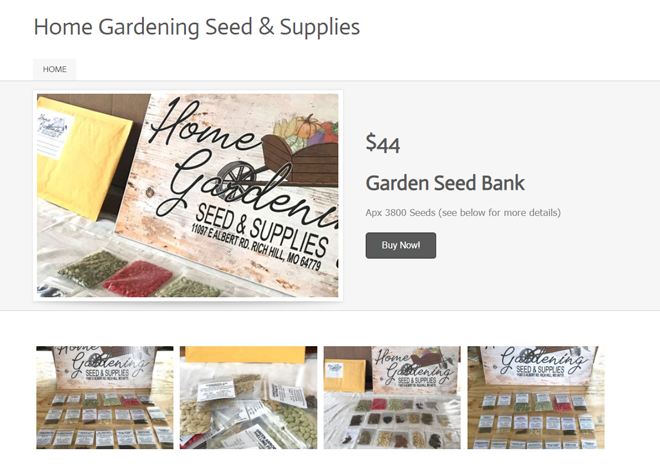 Home Gardening Seed & Supplies
HOME
Home
Gardening
SEED & SUPPLIES
11097 E ALBERT RD. RICH HILL, MO 64779
$44
Garden Seed Bank
Apx 3800 Seeds (see below for more details)
Buy Now!
Home
Gardening
SEED & SUPPLIES
Home
Gardening
SEED & SUPPLIES
Gardening
SEED & SUPPLIES